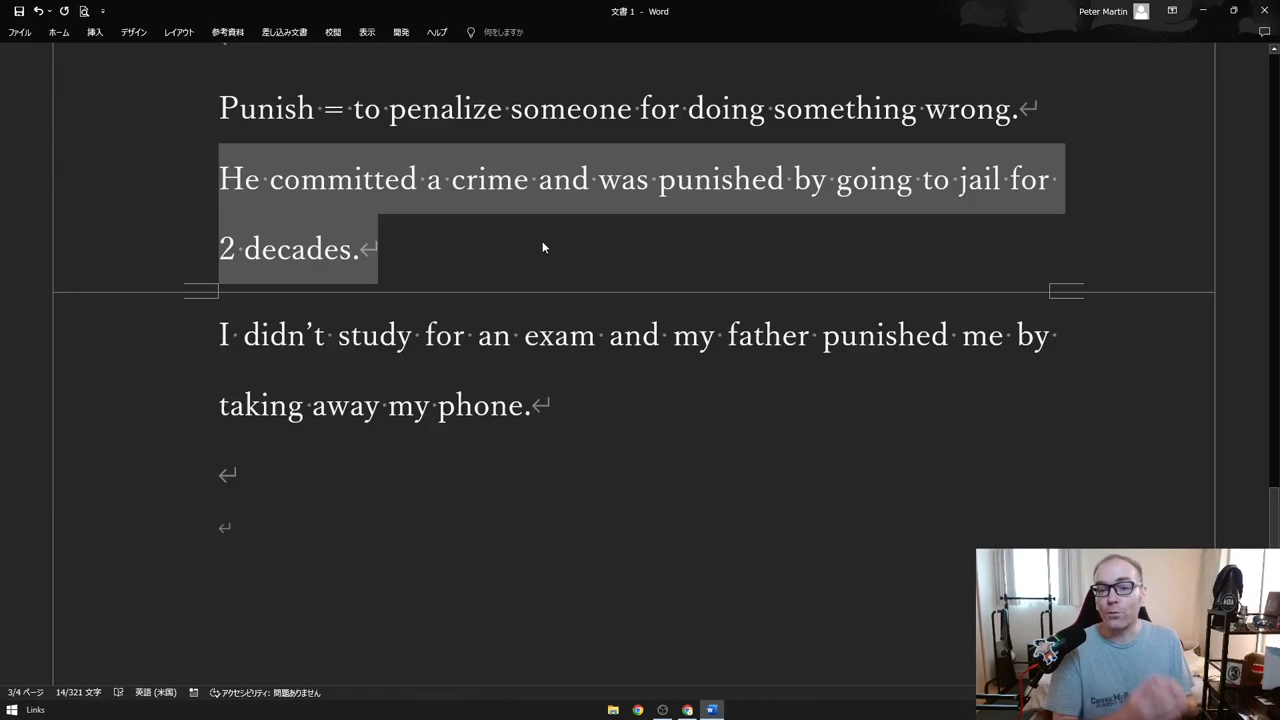 文書 1 - Word
Peter Martin
ファイル ホーム 挿入 デザイン レイアウト 参考資料 差し込み文書 校閲 表示 開発 ヘルプ 何をしますか
Punish = to penalize someone for doing something wrong.
He committed a crime and was punished by going to jail for
2 decades.
I didn’t study for an exam and my father punished me by
taking away my phone.
3/4 ページ 14/321 文字 英語 (米国) アクセシビリティ: 問題ありません
Links